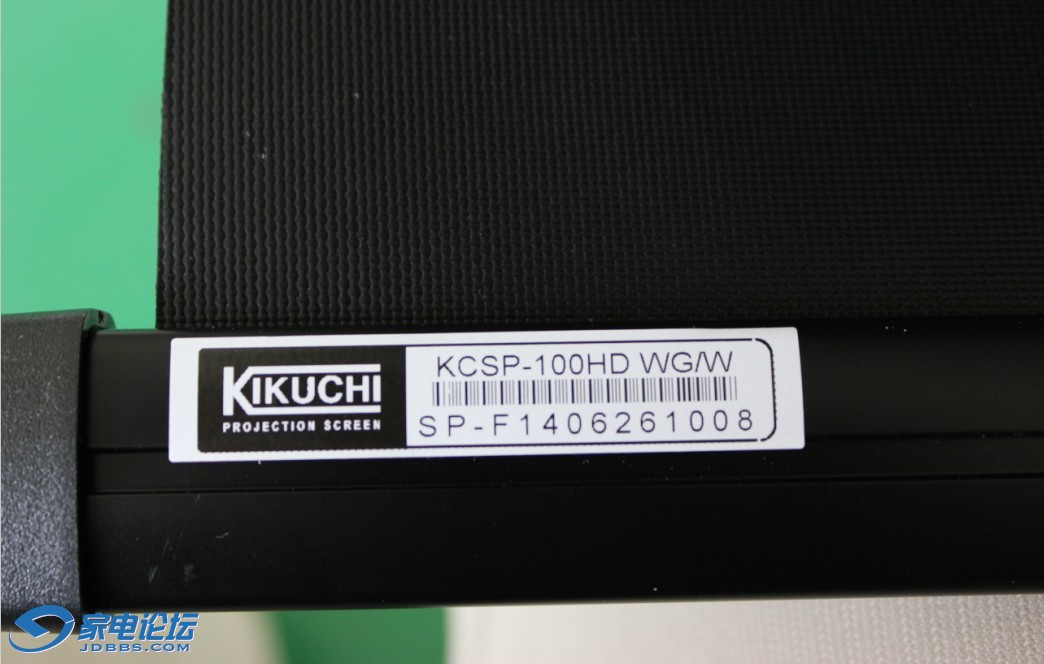 KIKUCHI
PROJECTION SCREEN
KCSP-100HD WG/W
SP-F1406261008
家电论坛
JDBBS.COM